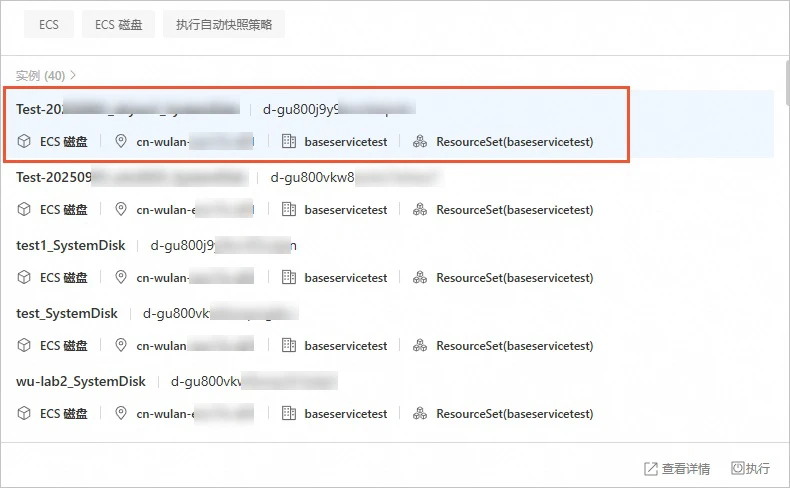 ECS ECS 磁盘 执行自动快照策略
实例 (40) >
Test-202 d-gu800j9y9
ECS 磁盘 cn-wulan- baseservicetest ResourceSet(baseservicetest)
Test-202509 d-gu800vkw8
ECS 磁盘 cn-wulan-e baseservicetest ResourceSet(baseservicetest)
test1_SystemDisk d-gu800j9
ECS 磁盘 cn-wulan- baseservicetest ResourceSet(baseservicetest)
test_SystemDisk d-gu800vk
ECS 磁盘 cn-wulan- baseservicetest ResourceSet(baseservicetest)
wu-lab2_SystemDisk d-gu800vkw
ECS 磁盘 cn-wulan- baseservicetest ResourceSet(baseservicetest)
查看详情 执行